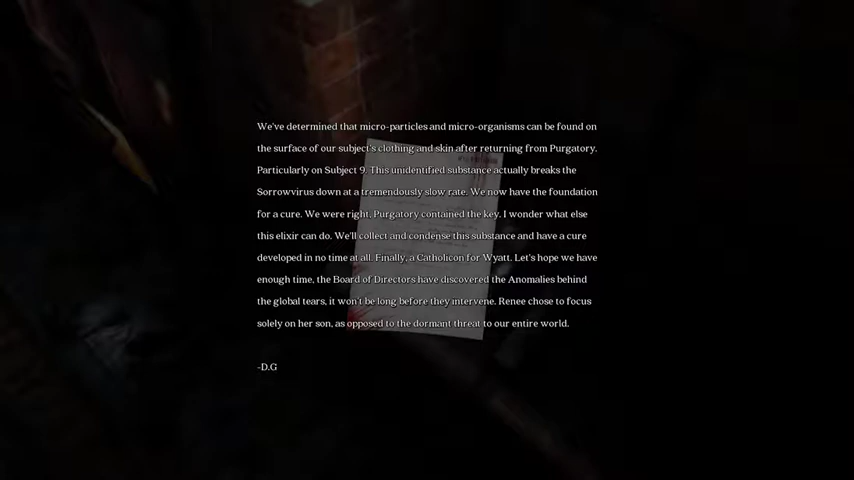 We've determined that micro-particles and micro-organisms can be found on
the surface of our subject's clothing and skin after returning from Purgatory.
Particularly on Subject 9. This unidentified substance actually breaks the
Sorrowvirus down at a tremendously slow rate. We now have the foundation
for a cure. We were right, Purgatory contained the key. I wonder what else
this elixir can do. We'll collect and condense this substance and have a cure
developed in no time at all. Finally, a Catholicon for Wyatt. Let's hope we have
enough time, the Board of Directors have discovered the Anomalies behind
the global tears, it won't be long before they intervene. Renee chose to focus
solely on her son, as opposed to the dormant threat to our entire world.
-D.G